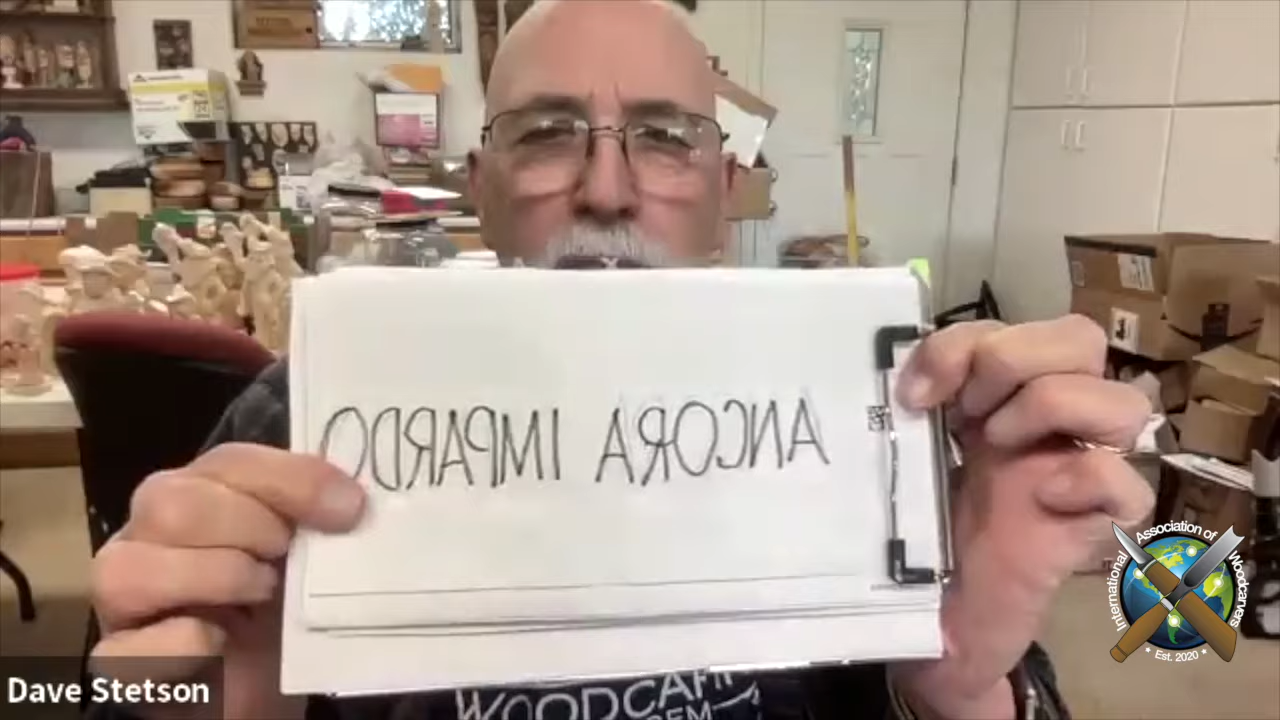 ANCORA IMPARDO
Dave Stetson
International Association of Woodcarvers
Est. 2020